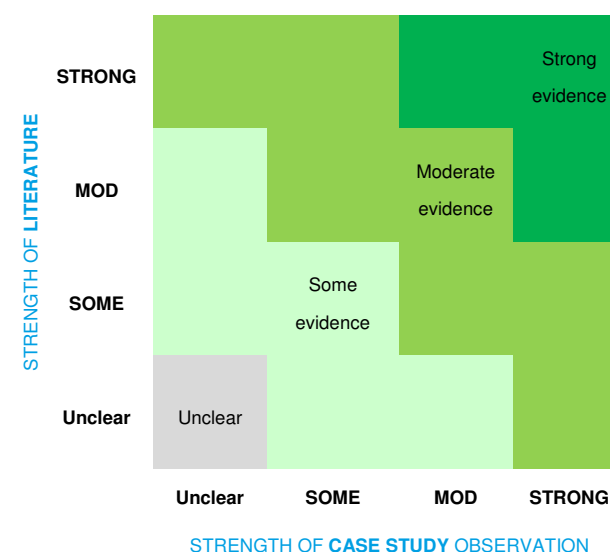 STRENGTH OF LITERATURE
STRONG
Strong
evidence
MOD
Moderate
evidence
SOME
Some
evidence
Unclear
Unclear
Unclear
SOME
MOD
STRONG
STRENGTH OF CASE STUDY OBSERVATION